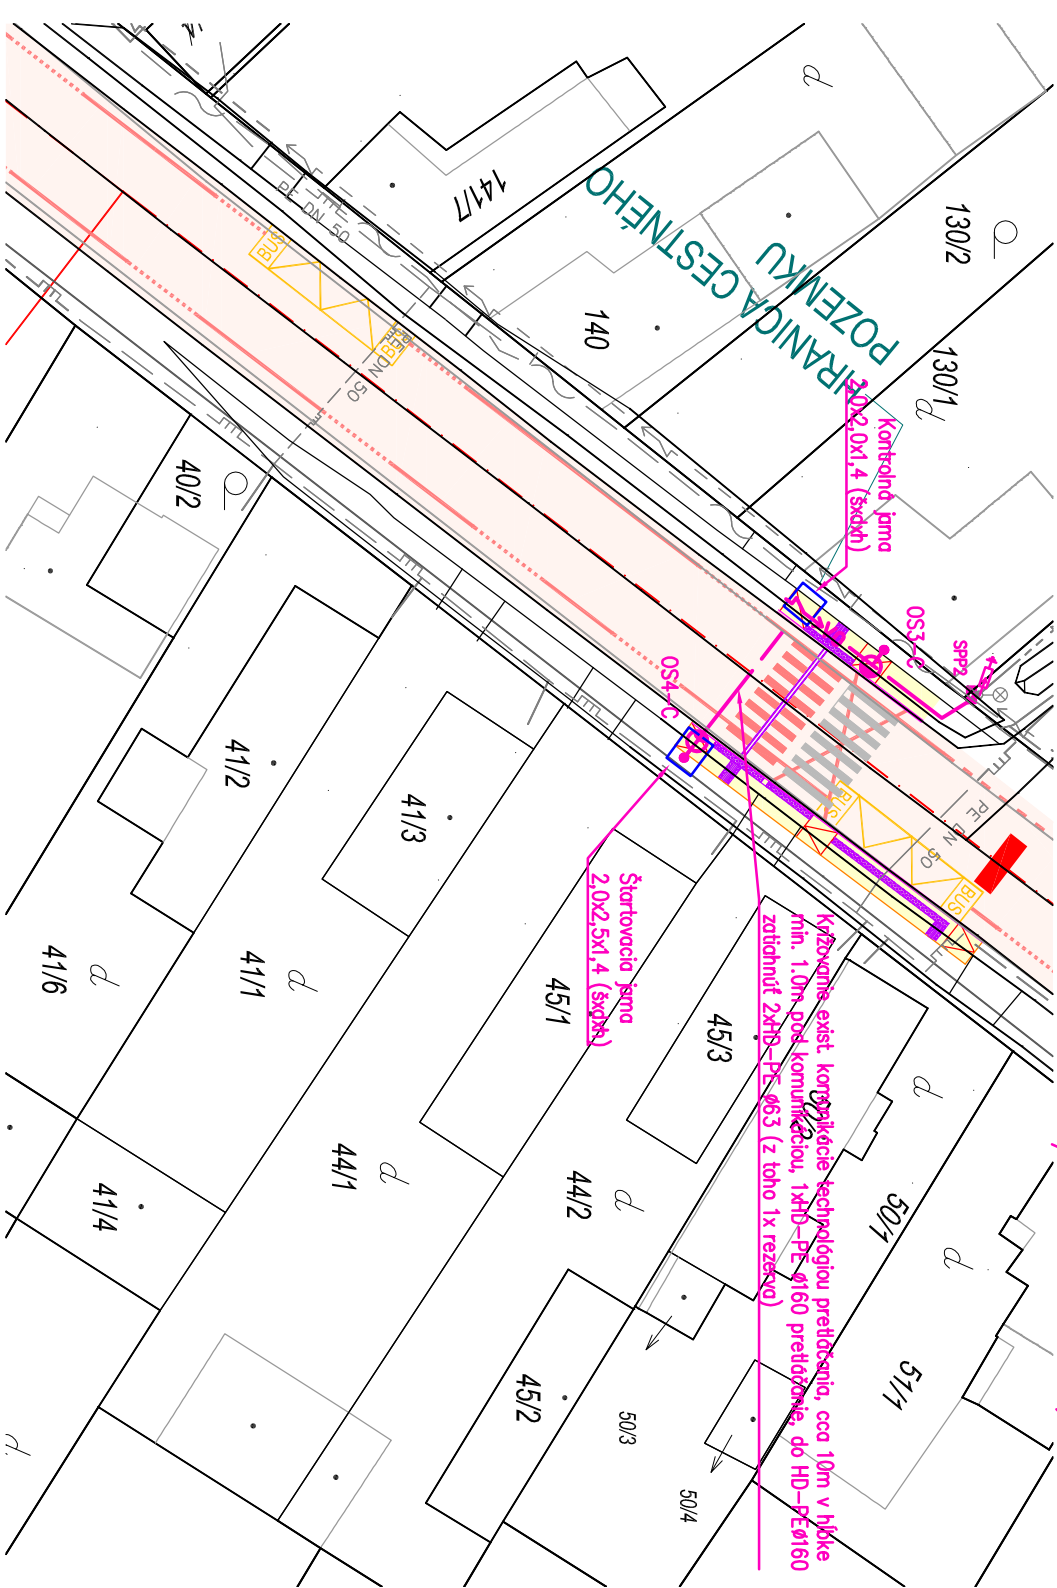 HRANICA CESTNÉHO
POZEMKU
Kontrolná jama
2,0x2,0x1,4 (šxdxh)
OS3-C
SPP2
OS4-C
Štartovacia jama
2,0x2,5x1,4 (šxdxh)
Križovanie exist. komunikácie technológiou pretláčania, cca 10m v hĺbke
min. 1.0m pod komunikáciou, 1xHD-PE ø160 pretláčanie, do HD-PEø160
zatiahnúť 2xHD-PE ø63 (z toho 1x rezerva)
130/2
130/1
141/7
140
PE DN 50
BUS
BUS
PE DN 50
BUS
BUS
PE DN 50
40/2
41/2
41/3
41/1
41/6
41/4
45/1
45/3
44/1
44/2
45/2
50/1
51/1
50/3
50/4